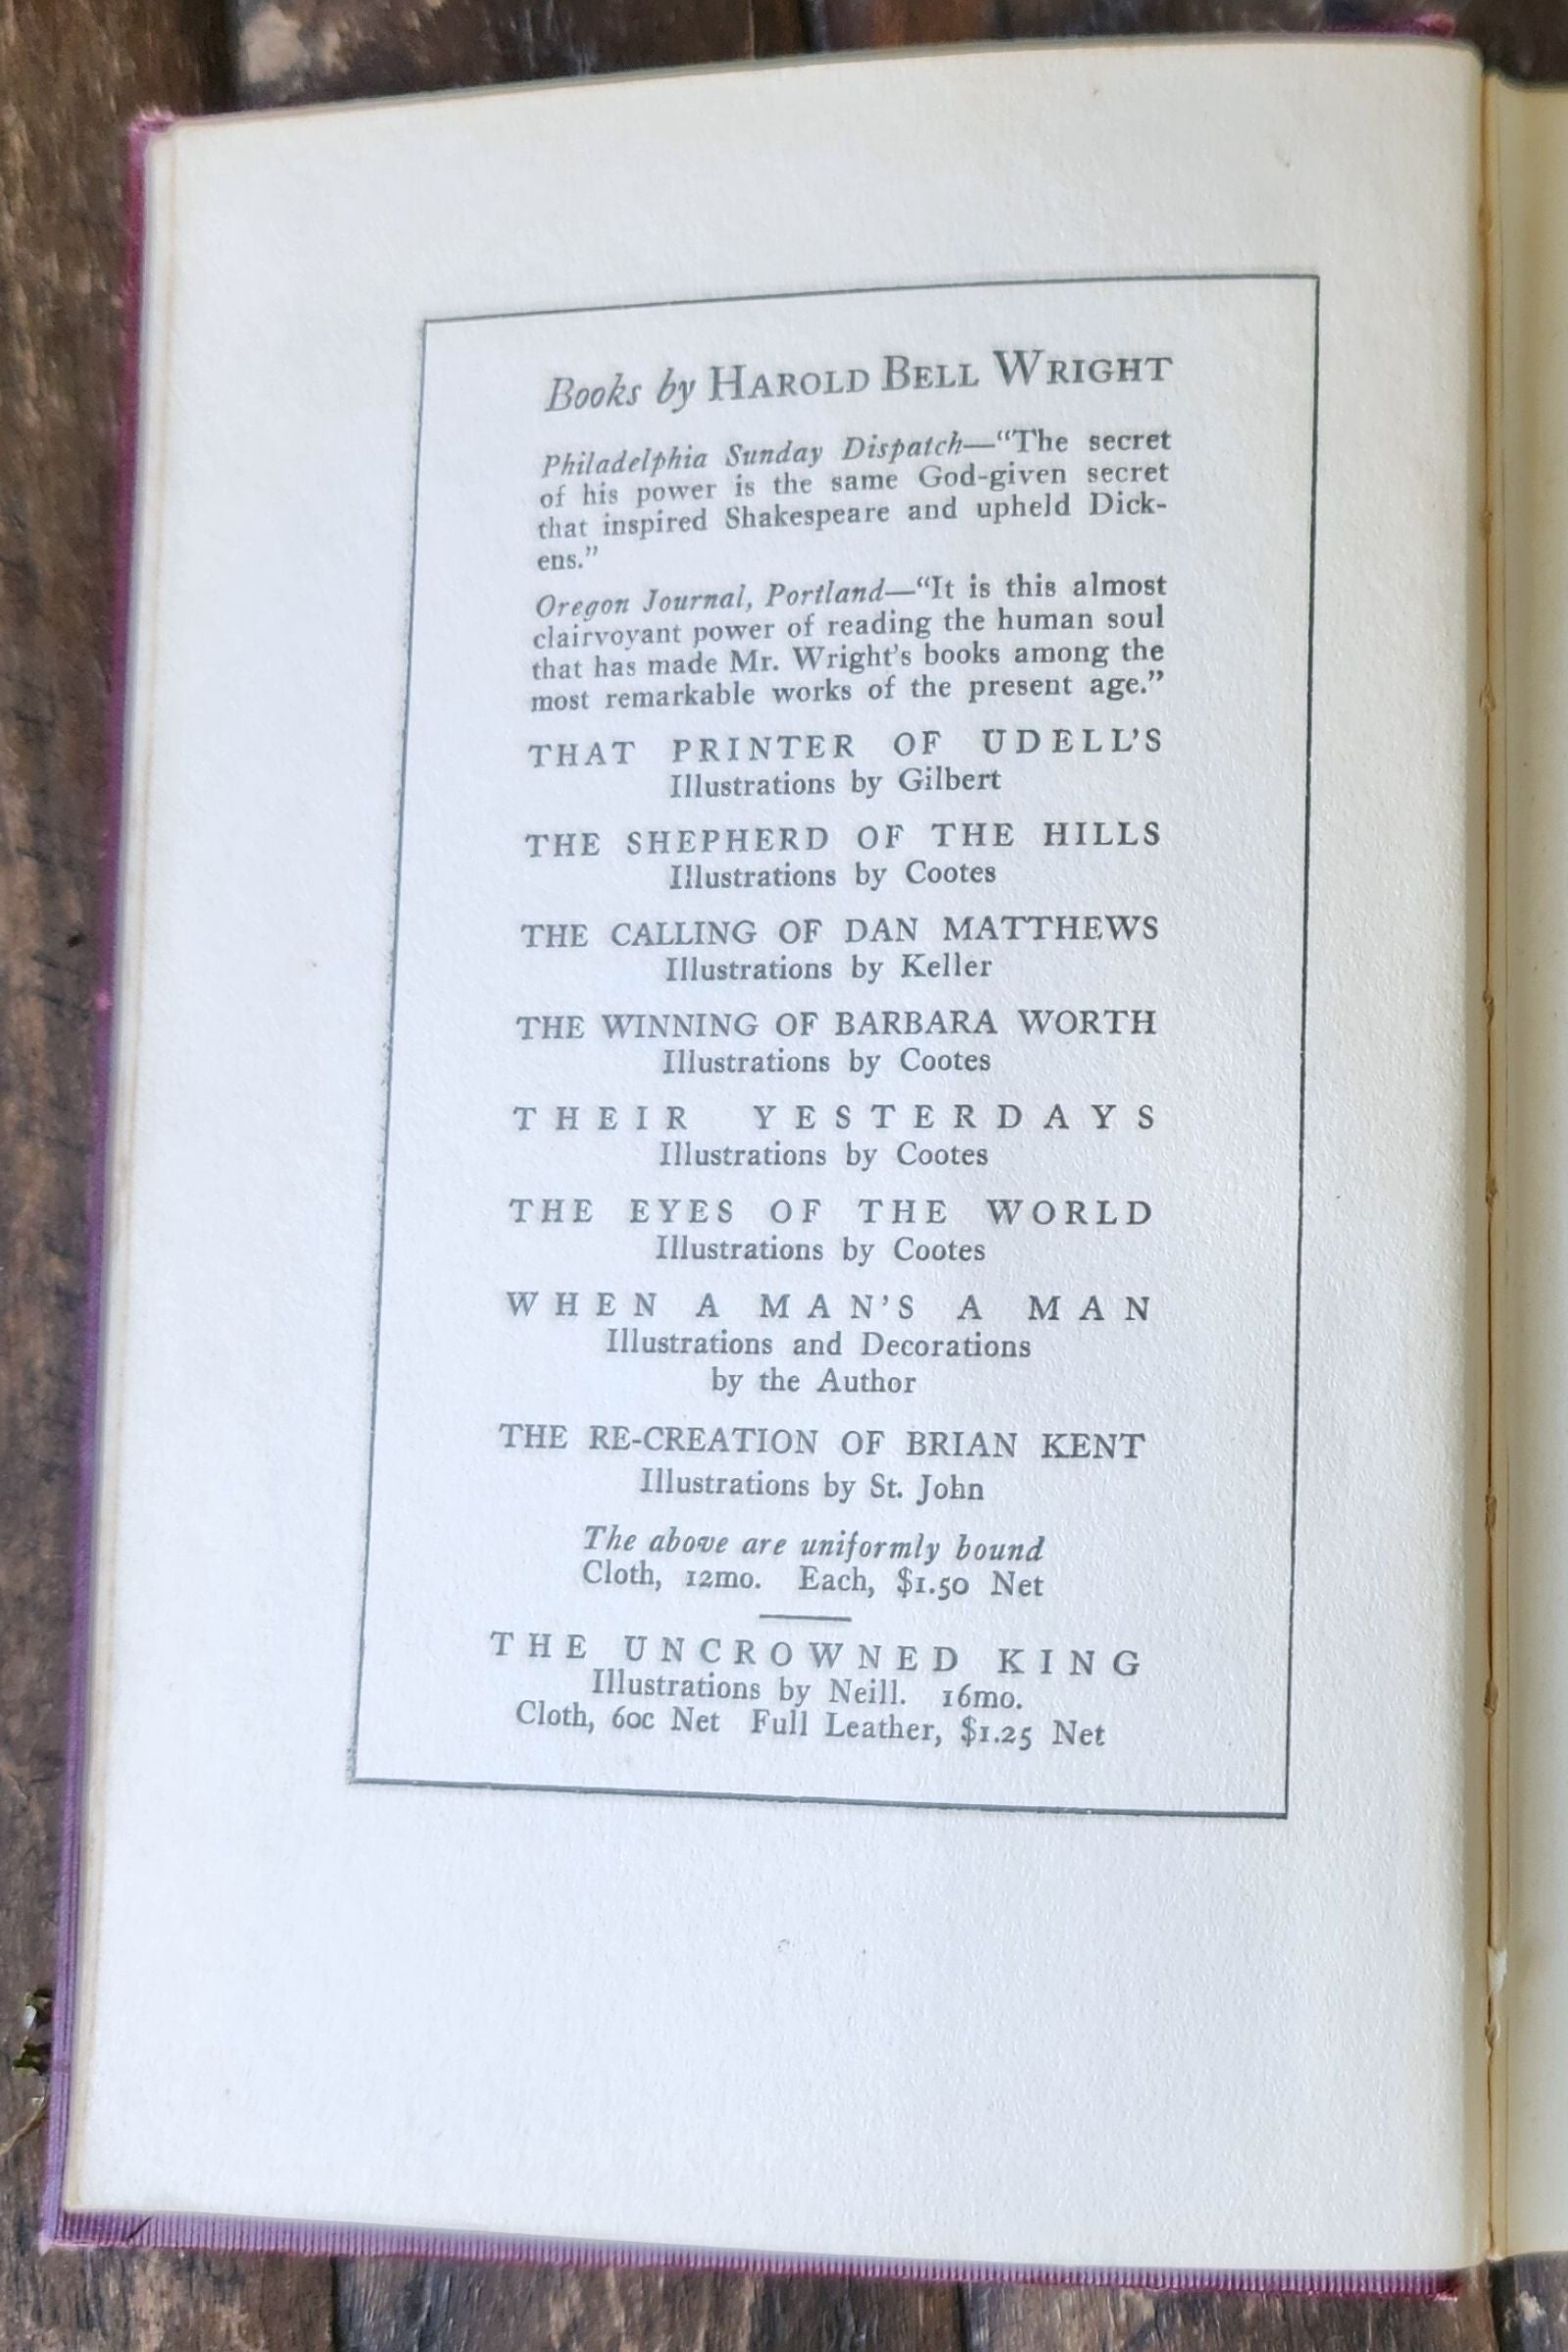 Books by HAROLD BELL WRIGHT
Philadelphia Sunday Dispatch—“The secret
of his power is the same God-given secret
that inspired Shakespeare and upheld Dick-
ens.”
Oregon Journal, Portland—“It is this almost
clairvoyant power of reading the human soul
that has made Mr. Wright’s books among the
most remarkable works of the present age.”
THAT PRINTER OF UDELL’S
Illustrations by Gilbert
THE SHEPHERD OF THE HILLS
Illustrations by Cootes
THE CALLING OF DAN MATTHEWS
Illustrations by Keller
THE WINNING OF BARBARA WORTH
Illustrations by Cootes
THEIR YESTERDAYS
Illustrations by Cootes
THE EYES OF THE WORLD
Illustrations by Cootes
WHEN A MAN’S A MAN
Illustrations and Decorations
by the Author
THE RE-CREATION OF BRIAN KENT
Illustrations by St. John
The above are uniformly bound
Cloth, 12mo. Each, $1.50 Net
THE UNCROWNED KING
Illustrations by Neill. 16mo.
Cloth, 60c Net Full Leather, $1.25 Net